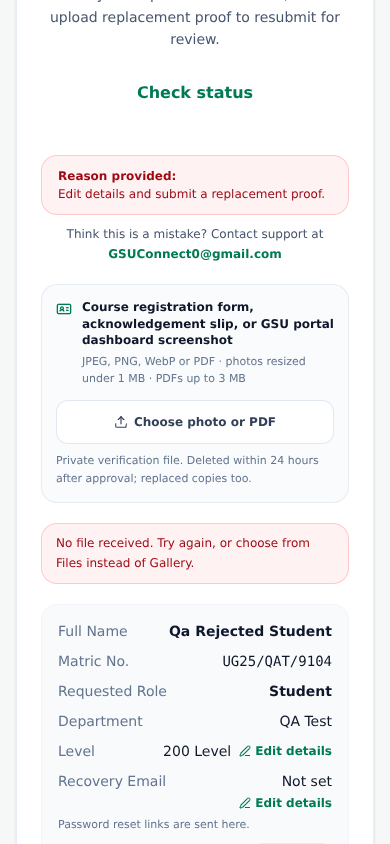 upload replacement proof to resubmit for
review.
Check status
Reason provided:
Edit details and submit a replacement proof.
Think this is a mistake? Contact support at
GSUConnect0@gmail.com
Course registration form,
acknowledgement slip, or GSU portal
dashboard screenshot
JPEG, PNG, WebP or PDF · photos resized
under 1 MB · PDFs up to 3 MB
Choose photo or PDF
Private verification file. Deleted within 24 hours
after approval; replaced copies too.
No file received. Try again, or choose from
Files instead of Gallery.
Full Name Qa Rejected Student
Matric No. UG25/QAT/9104
Requested Role Student
Department QA Test
Level 200 Level Edit details
Recovery Email Not set
Edit details
Password reset links are sent here.